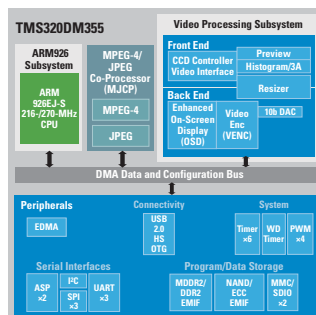 TMS320DM355
ARM926
Subsystem
ARM
926EJ-S
216-/270-MHz
CPU
MPEG-4/
JPEG
Co-Processor
(MJCP)
MPEG-4
JPEG
Video Processing Subsystem
Front End
CCD Controller
Video Interface
Preview
Histogram/3A
Resizer
Back End
Enhanced
On-Screen
Display
(OSD)
Video
Enc
(VENC)
10b DAC
DMA Data and Configuration Bus
Peripherals
EDMA
Connectivity
USB
2.0
HS
OTG
System
Timer
×6
WD
Timer
PWM
×4
Serial Interfaces
ASP
×2
I²C
SPI
×3
UART
×3
Program/Data Storage
MDDR2/
DDR2
EMIF
NAND/
ECC
EMIF
MMC/
SDIO
×2